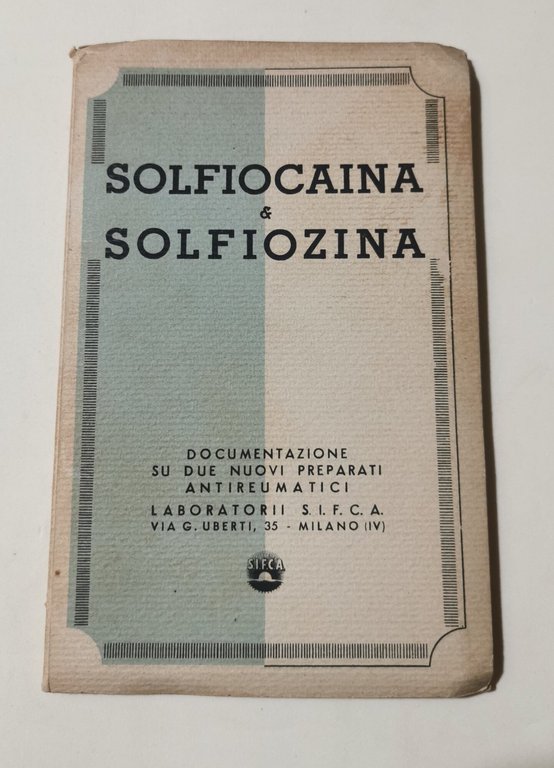 SOLFIOCAINA
&
SOLFIOZINA
DOCUMENTAZIONE
SU DUE NUOVI PREPARATI
ANTIREUMATICI
LABORATORII S. I. F. C. A.
VIA G. UBERTI, 35 - MILANO (IV)
SIFCA